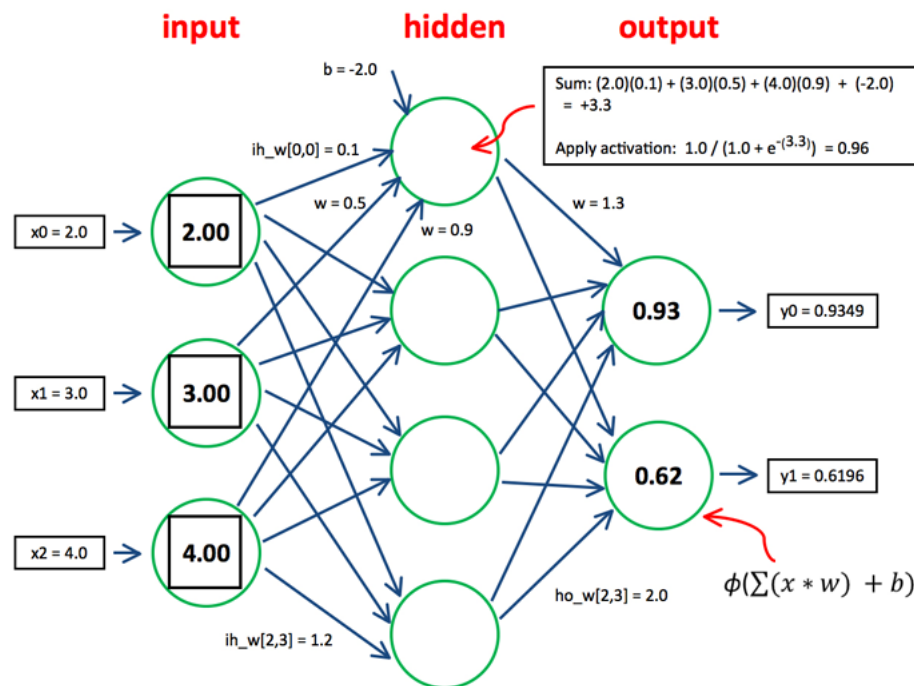 input
hidden
output
b = -2.0
Sum: (2.0)(0.1) + (3.0)(0.5) + (4.0)(0.9) + (-2.0)
= +3.3
Apply activation: 1.0 / (1.0 + e^-(3.3)) = 0.96
ih_w[0,0] = 0.1
w = 0.5
w = 0.9
w = 1.3
x0 = 2.0
2.00
0.93
y0 = 0.9349
x1 = 3.0
3.00
0.62
y1 = 0.6196
x2 = 4.0
4.00
ϕ(∑(x * w) + b)
ho_w[2,3] = 2.0
ih_w[2,3] = 1.2